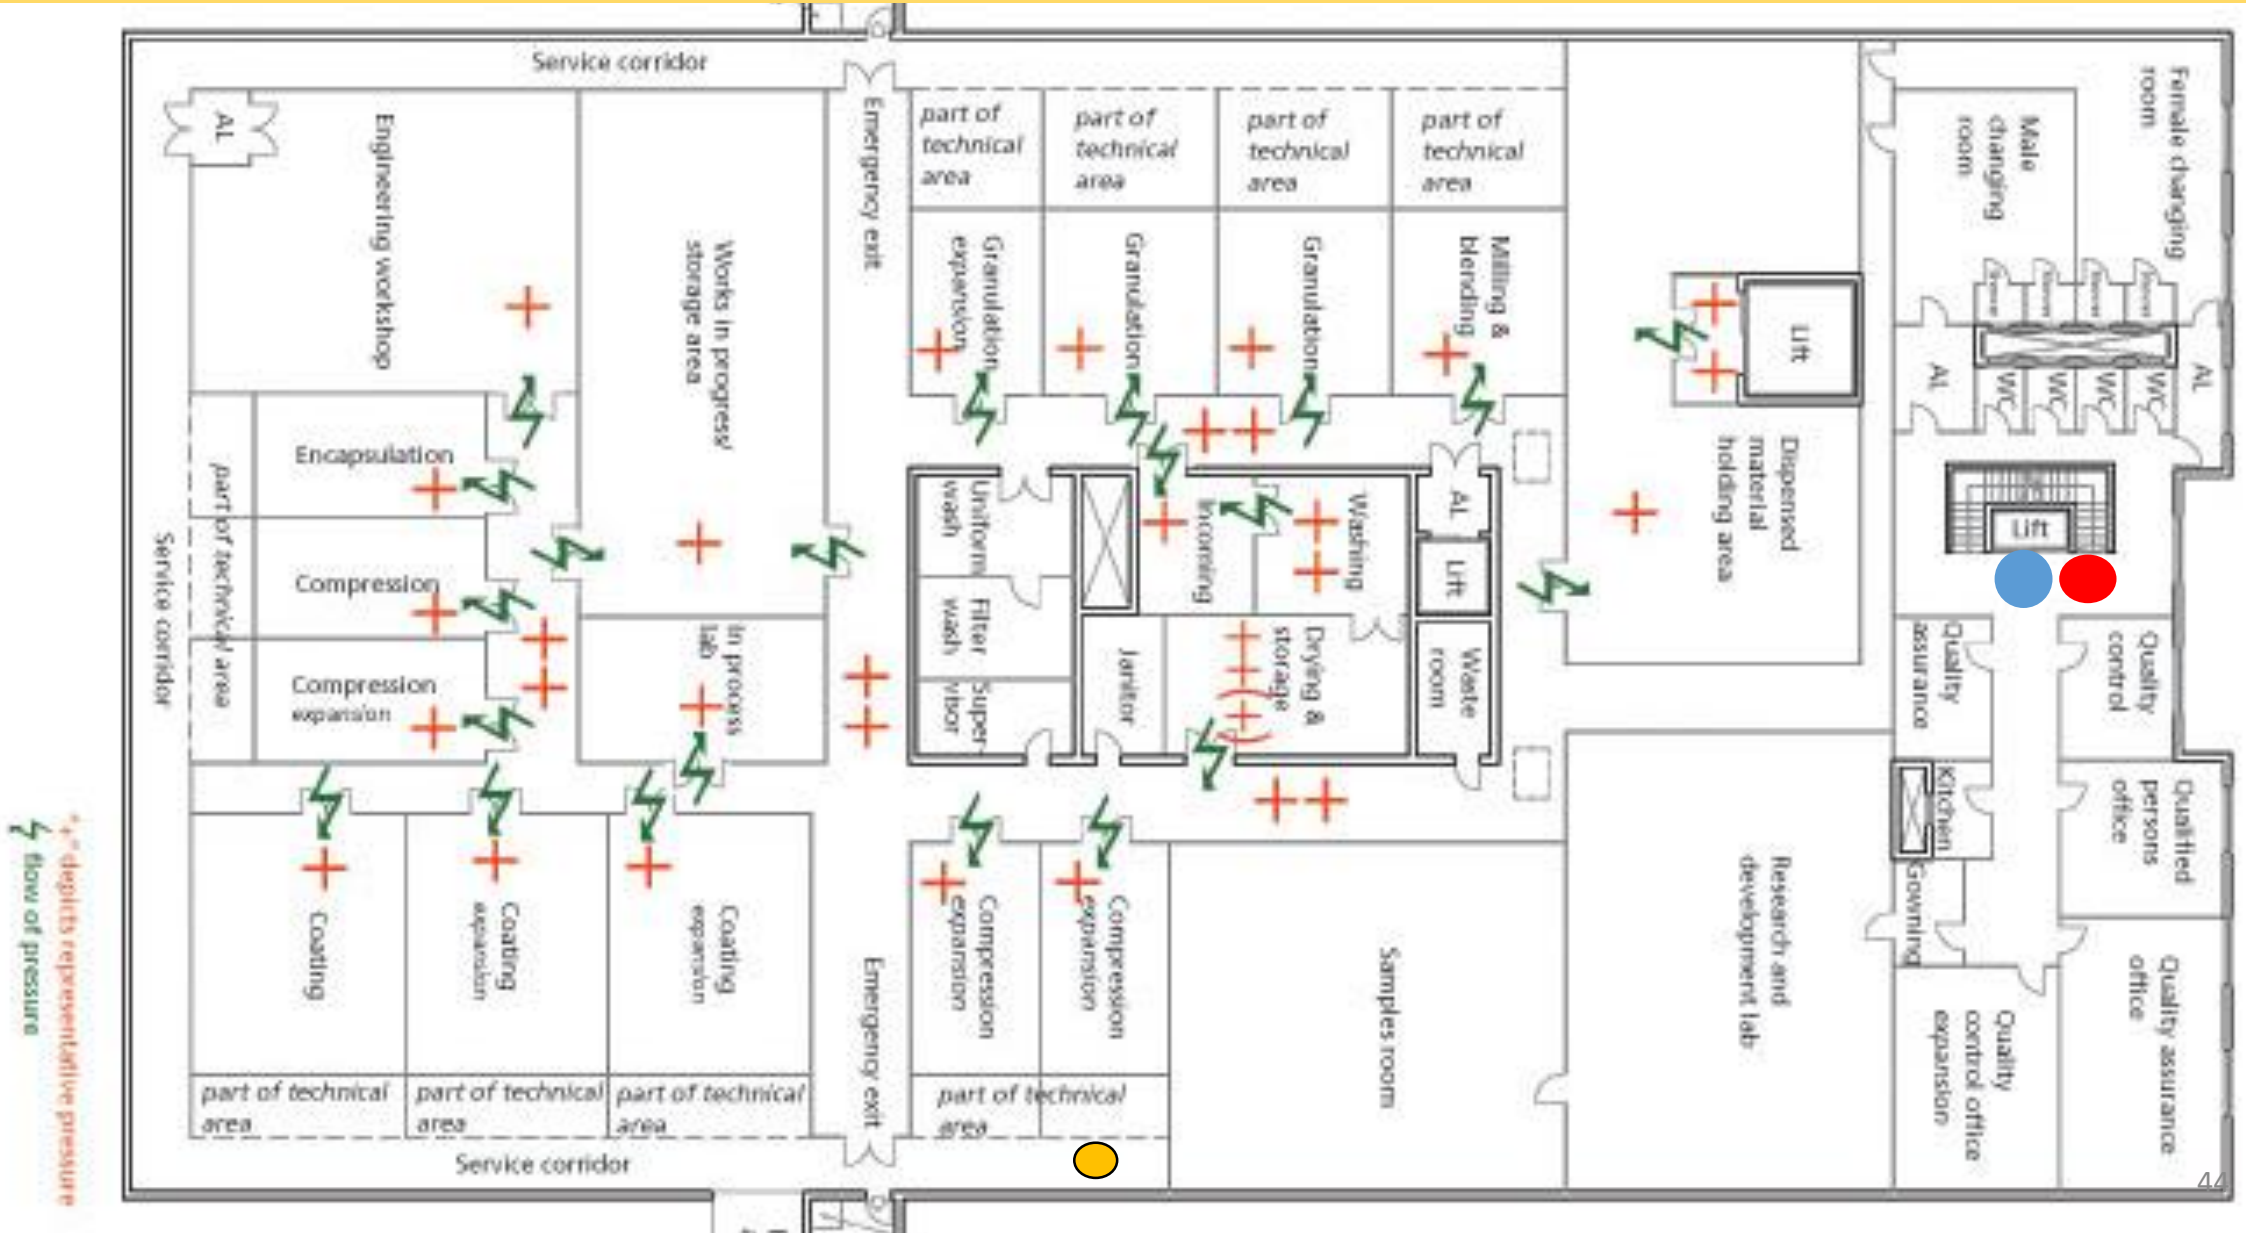 Service corridor
AL
Engineering workshop
Works in progress/
storage area
Emergency exit
part of
technical
area
part of
technical
area
part of
technical
area
part of
technical
area
Granulation
expansion
Granulation
Granulation
Milling &
blending
Lift
Dispensed
material
holding area
Male
changing
room
Female changing
room
AL
WC
WC
WC
WC
AL
Lift
Encapsulation
Compression
Compression
expansion
part of technical area
Service corridor
In process
lab
Uniform
wash
Filter
wash
Super-
visor
Incoming
Washing
Janitor
Drying &
storage
AL
Lift
Waste
room
Quality
assurance
Quality
control
Kitchen
Qualified
persons
office
Gowning
Quality
control office
expansion
Quality assurance
office
Research and
development lab
Samples room
Compression
expansion
Compression
expansion
Coating
Coating
expansion
Coating
expansion
Emergency exit
part of technical
area
part of technical
area
part of technical
area
part of technical
area
Service corridor
"+" depicts representative pressure
flow of pressure
44